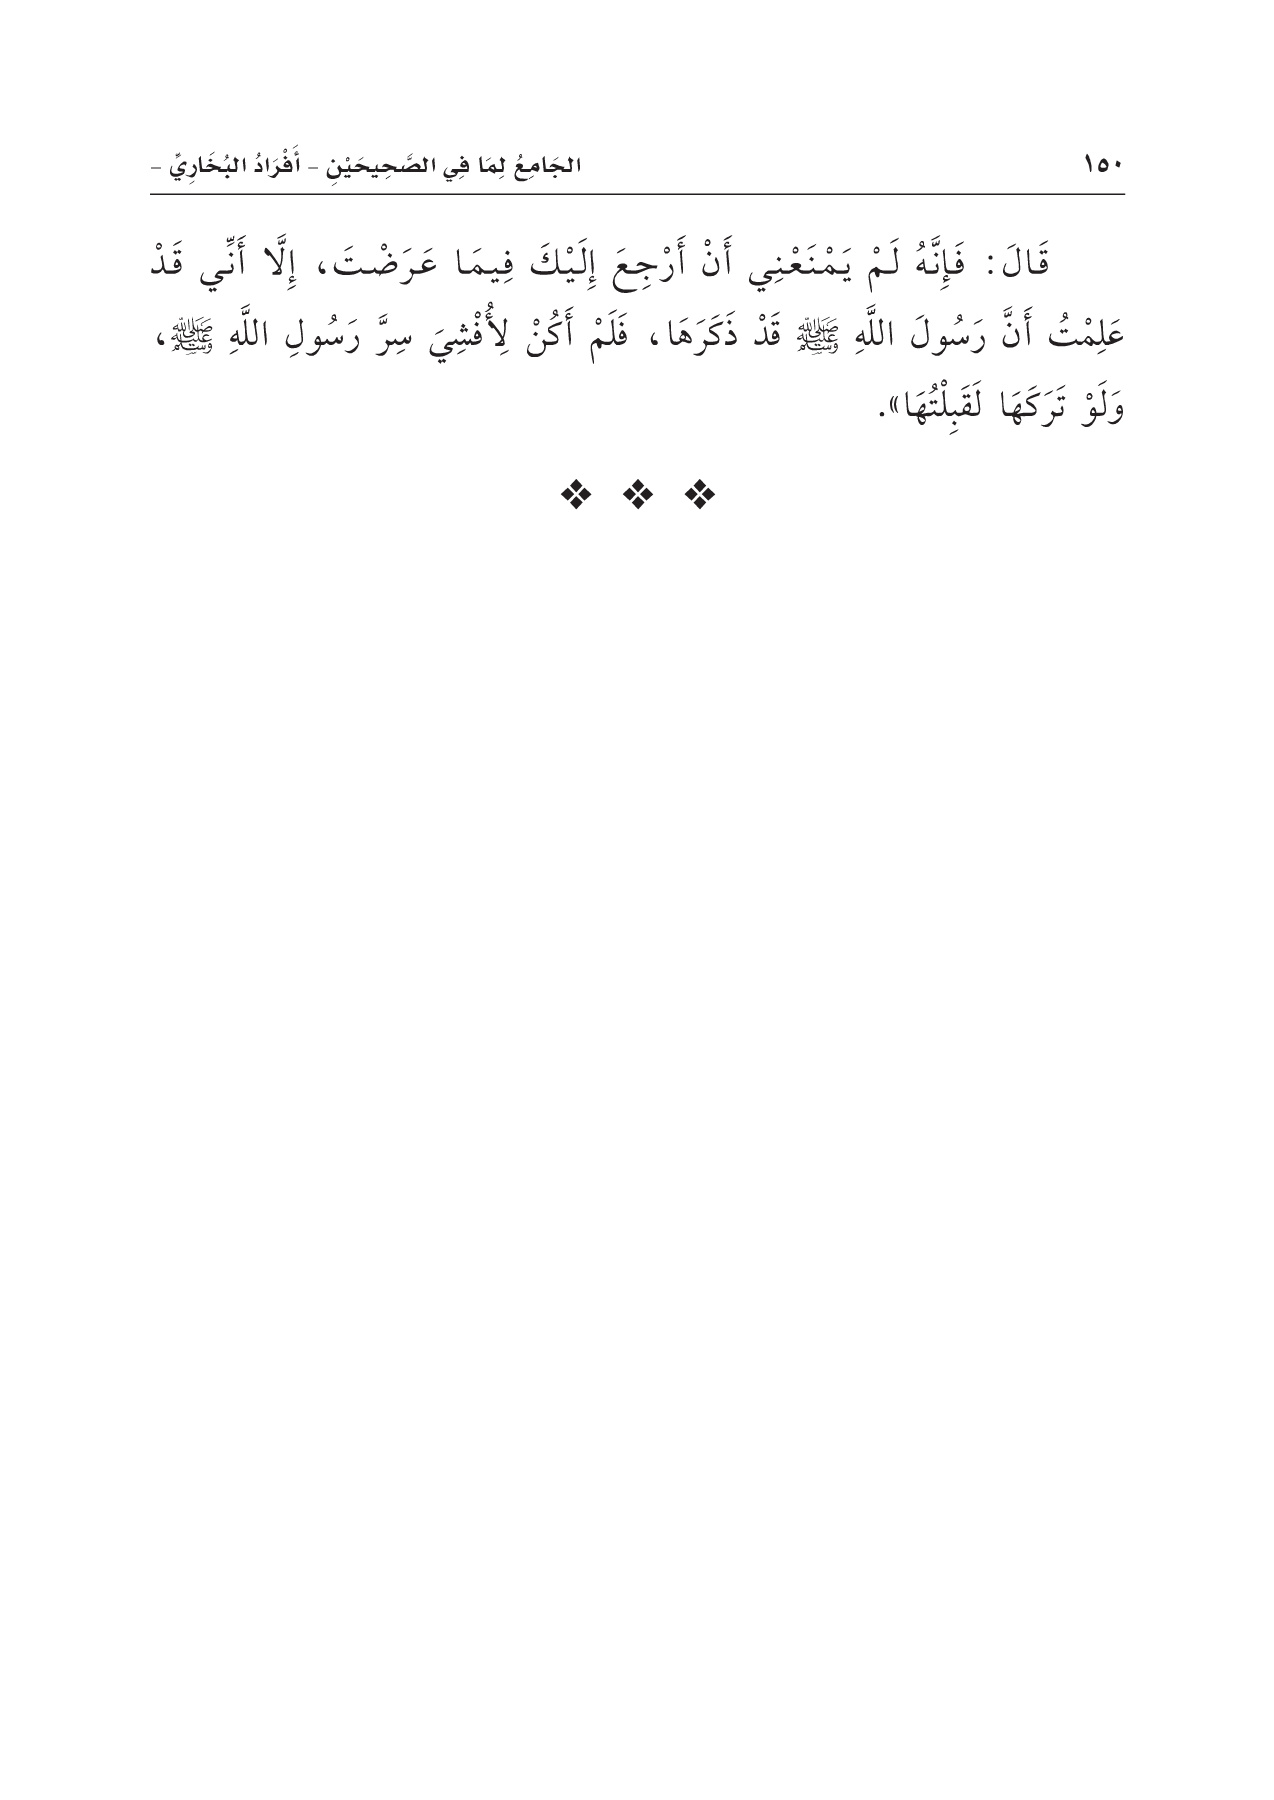 ١٥٠ الجَامِعُ لِمَا فِي الصَّحِيحَيْنِ – أَفْرَادُ البُخَارِيِّ –
قَالَ: فَإِنَّهُ لَمْ يَمْنَعْنِي أَنْ أَرْجِعَ إِلَيْكَ فِيمَا عَرَضْتَ، إِلَّا أَنِّي قَدْ
عَلِمْتُ أَنَّ رَسُولَ اللَّهِ ﷺ قَدْ ذَكَرَهَا، فَلَمْ أَكُنْ لِأُفْشِيَ سِرَّ رَسُولِ اللَّهِ ﷺ،
وَلَوْ تَرَكَهَا لَقَبِلْتُهَا».